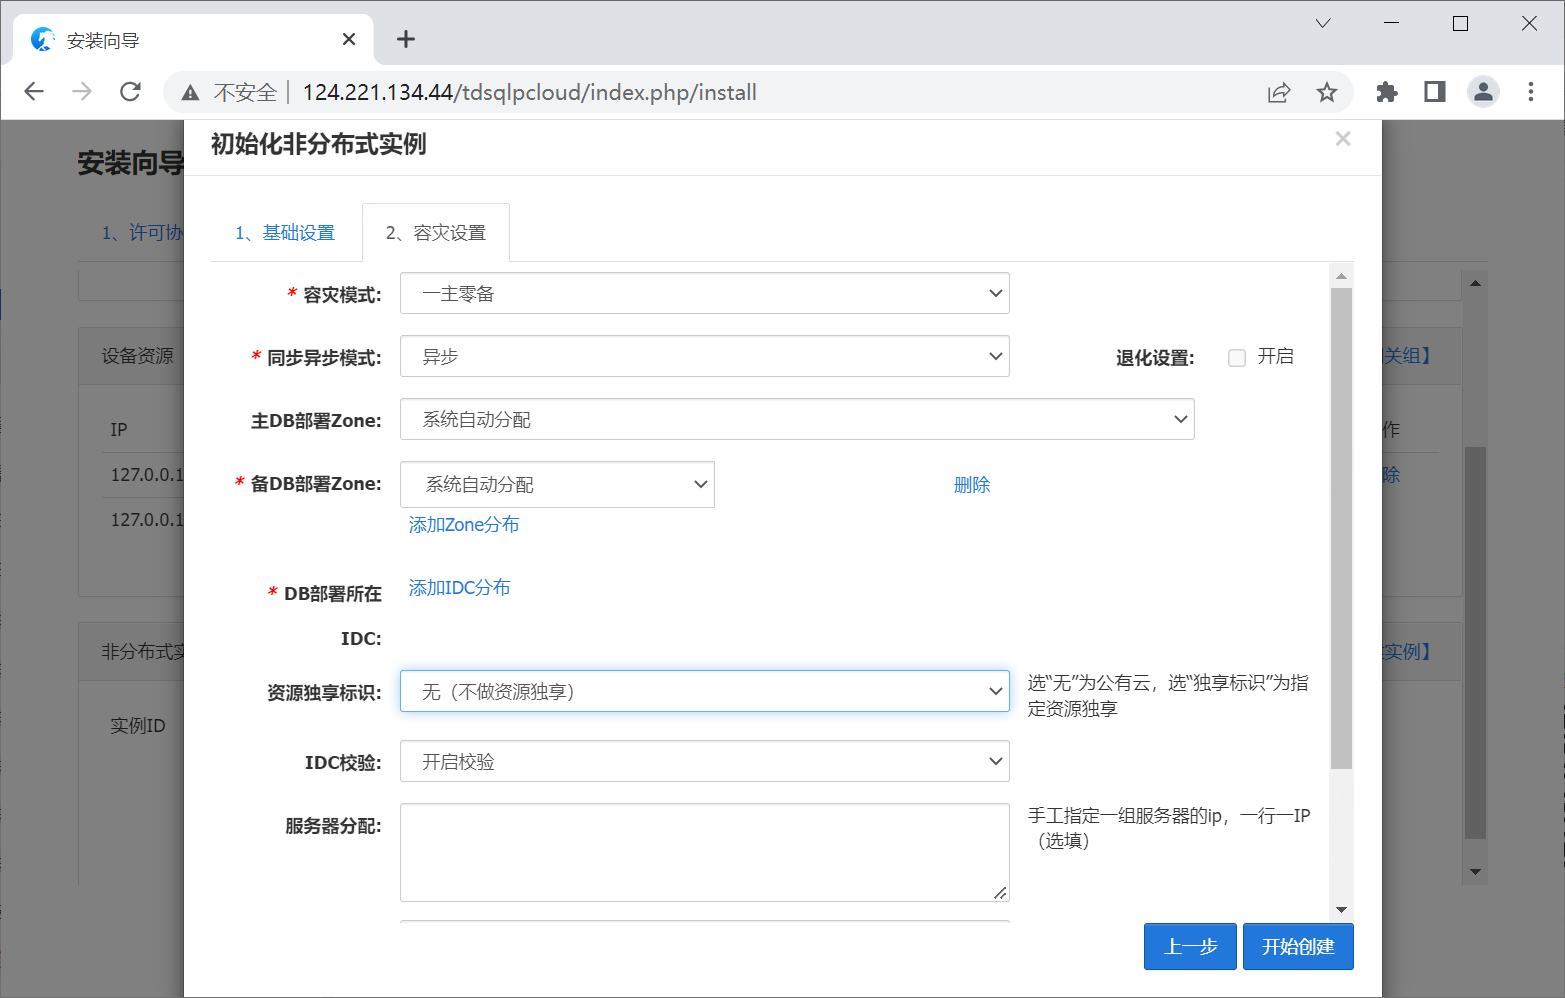 安装向导
不安全
124.221.134.44/tdsqlpcloud/index.php/install
安装向导
初始化非分布式实例
1、许可协
1、基础设置
2、容灾设置
* 容灾模式:
一主零备
* 同步异步模式:
异步
退化设置:
开启
设备资源
关组】
主DB部署Zone:
系统自动分配
IP
作
127.0.0.1
除
* 备DB部署Zone:
系统自动分配
删除
127.0.0.1
添加Zone分布
* DB部署所在
IDC:
添加IDC分布
非分布式实
实例】
资源独享标识:
无（不做资源独享）
选“无”为公有云，选“独享标识”为指
定资源独享
实例ID
IDC校验:
开启校验
服务器分配:
手工指定一组服务器的ip，一行一IP
（选填）
上一步
开始创建